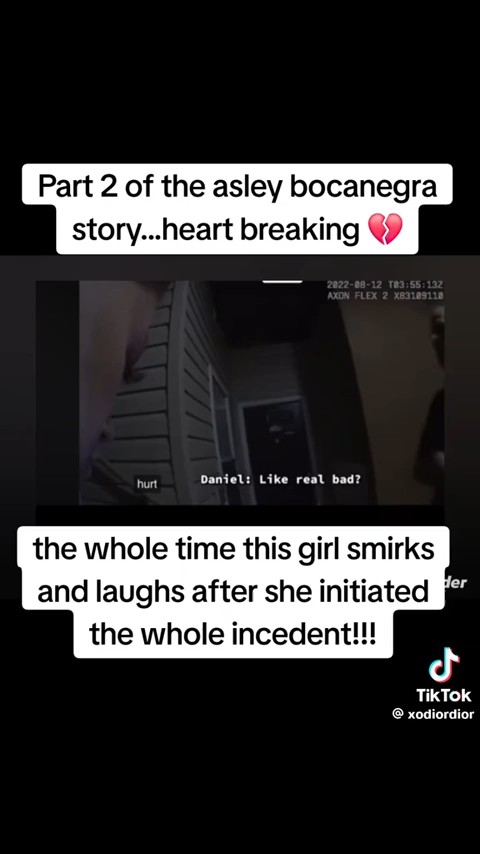 Part 2 of the asley bocanegra
story...heart breaking 💔
2022-08-12 T03:55:13Z
AXON FLEX 2 X83109110
hurt
Daniel: Like real bad?
the whole time this girl smirks
and laughs after she initiated
the whole incedent!!!
der
TikTok
@ xodiordior